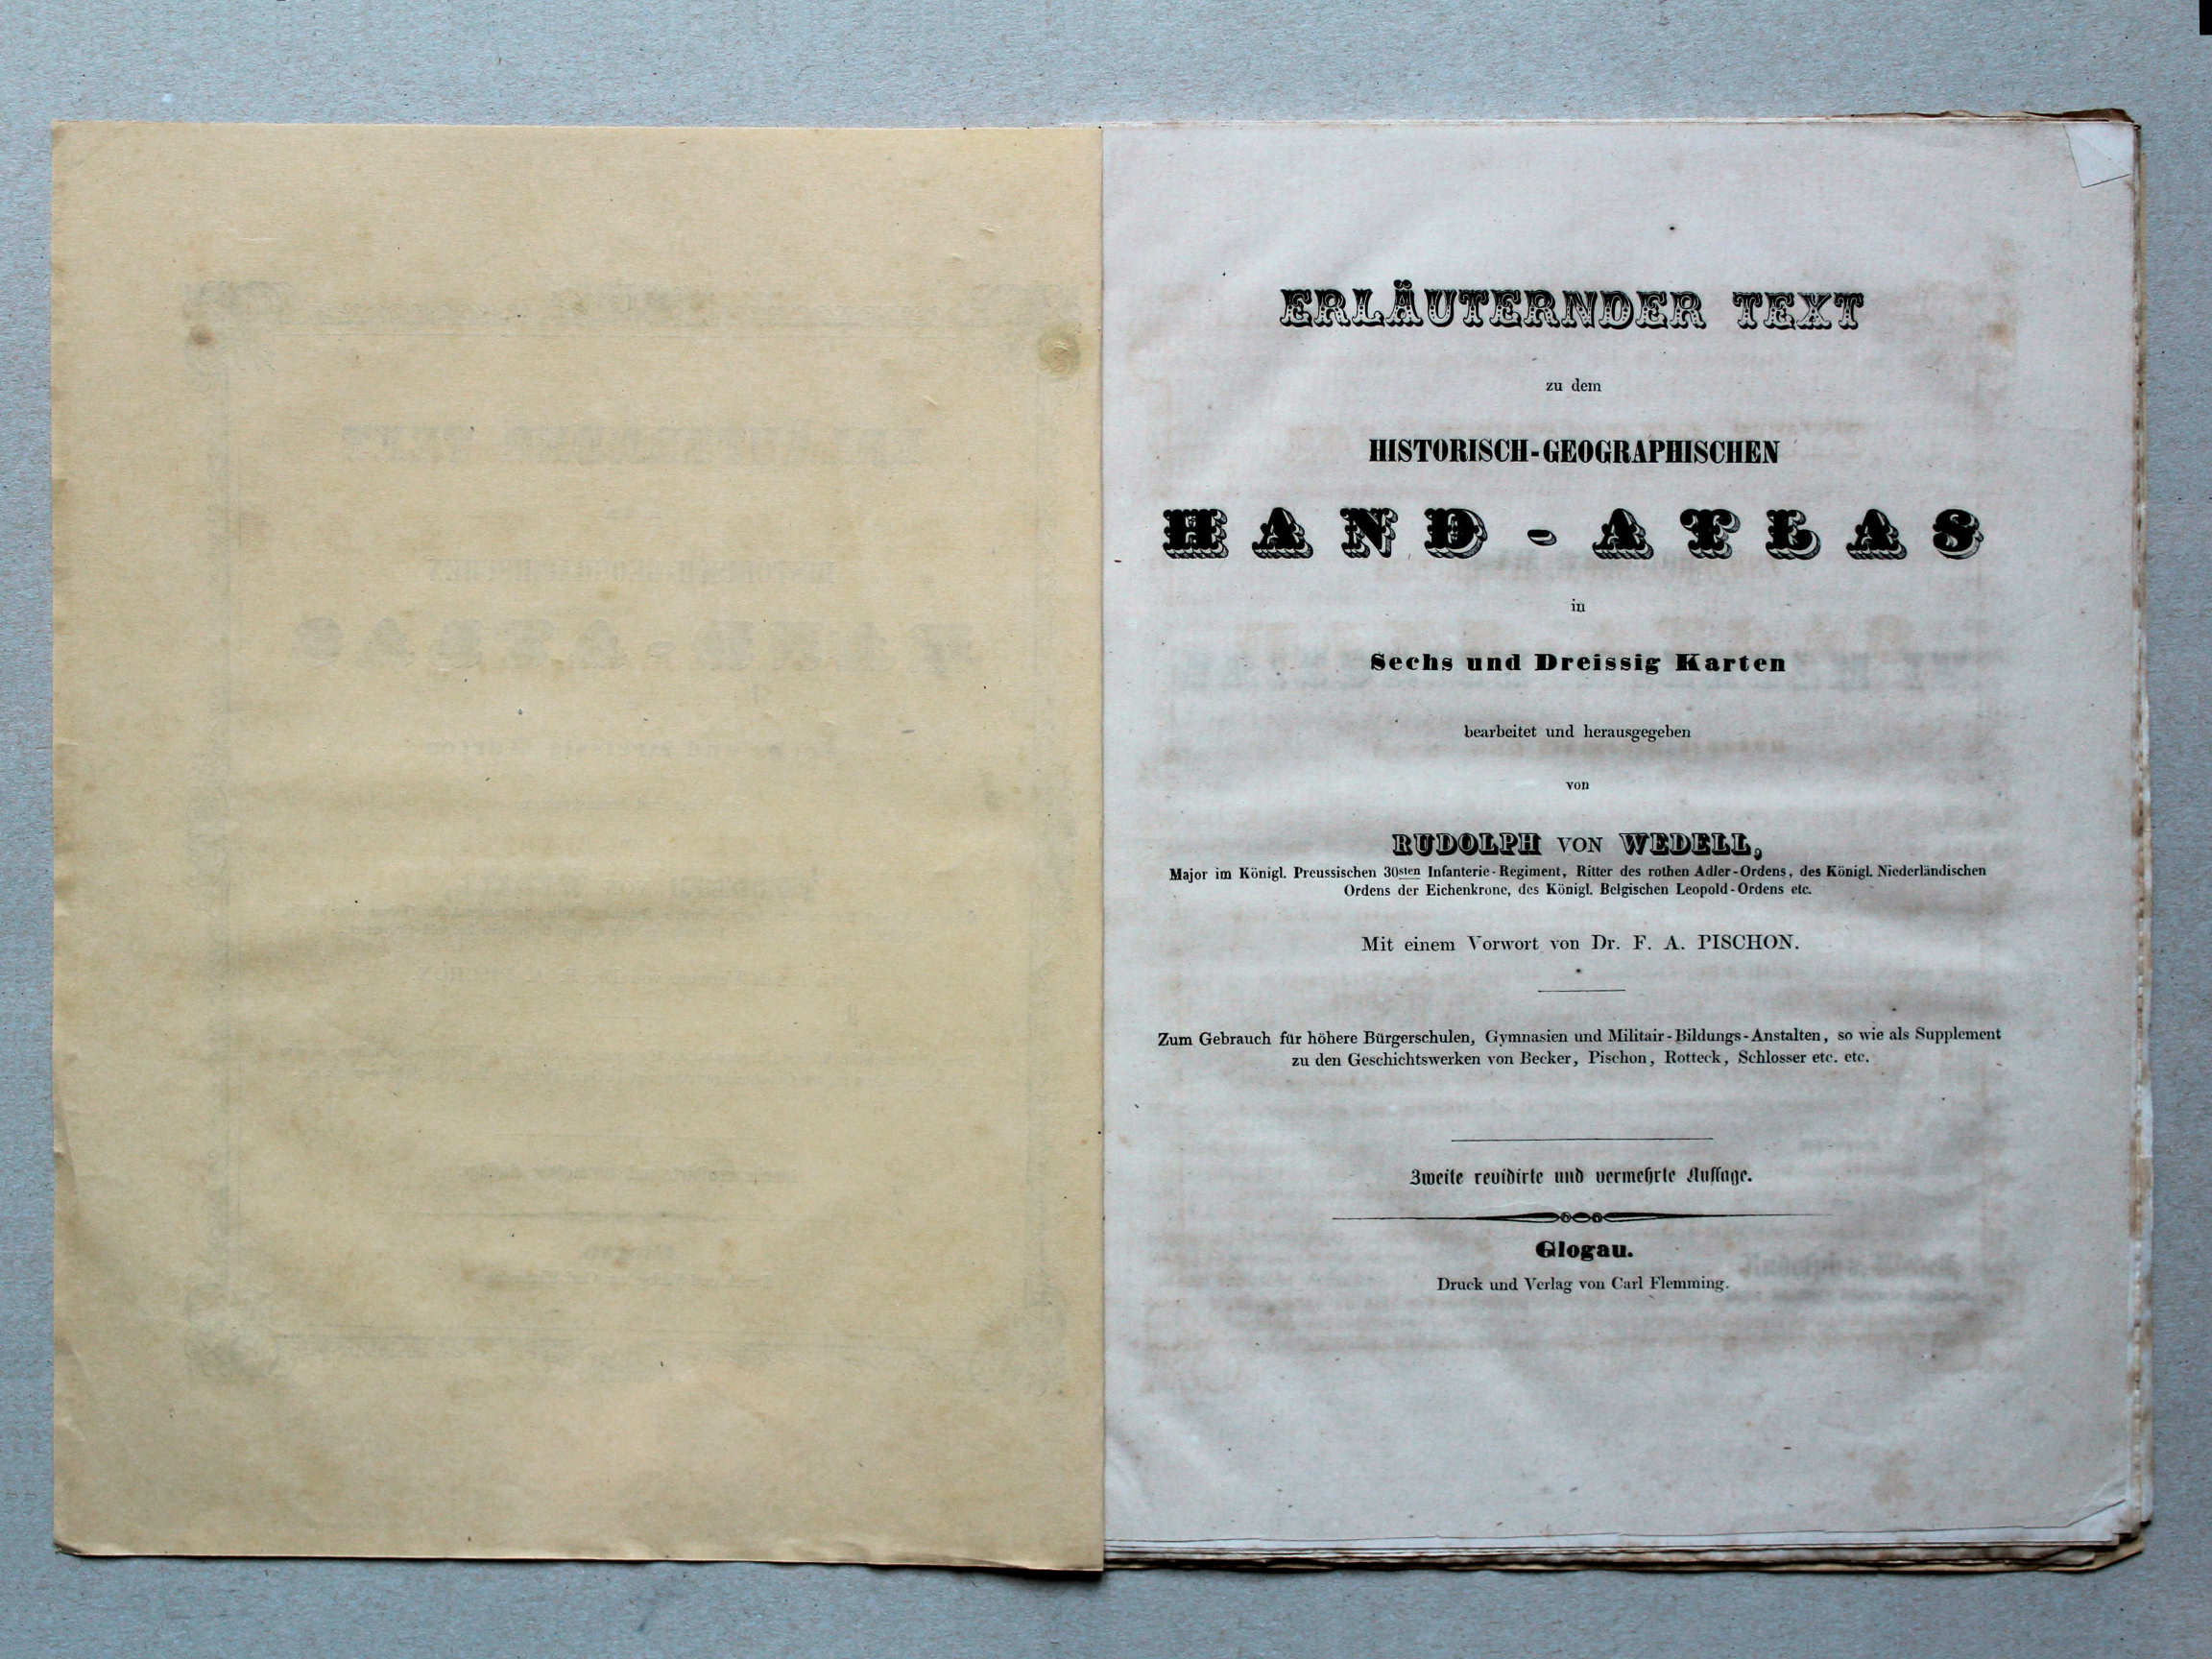 ERLÄUTERNDER TEXT
zu dem
HISTORISCH-GEOGRAPHISCHEN
HAND-ATLAS
in
Sechs und Dreissig Karten
bearbeitet und herausgegeben
von
RUDOLPH VON WEDELL,
Major im Königl. Preussischen 30sten Infanterie-Regiment, Ritter des rothen Adler-Ordens, des Königl. Niederländischen
Ordens der Eichenkrone, des Königl. Belgischen Leopold-Ordens etc.
Mit einem Vorwort von Dr. F. A. PISCHON.
Zum Gebrauch für höhere Bürgerschulen, Gymnasien und Militair-Bildungs-Anstalten, so wie als Supplement
zu den Geschichtswerken von Becker, Pischon, Rotteck, Schlosser etc. etc.
Zweite revidirte und vermehrte Auflage.
Glogau.
Druck und Verlag von Carl Flemming.